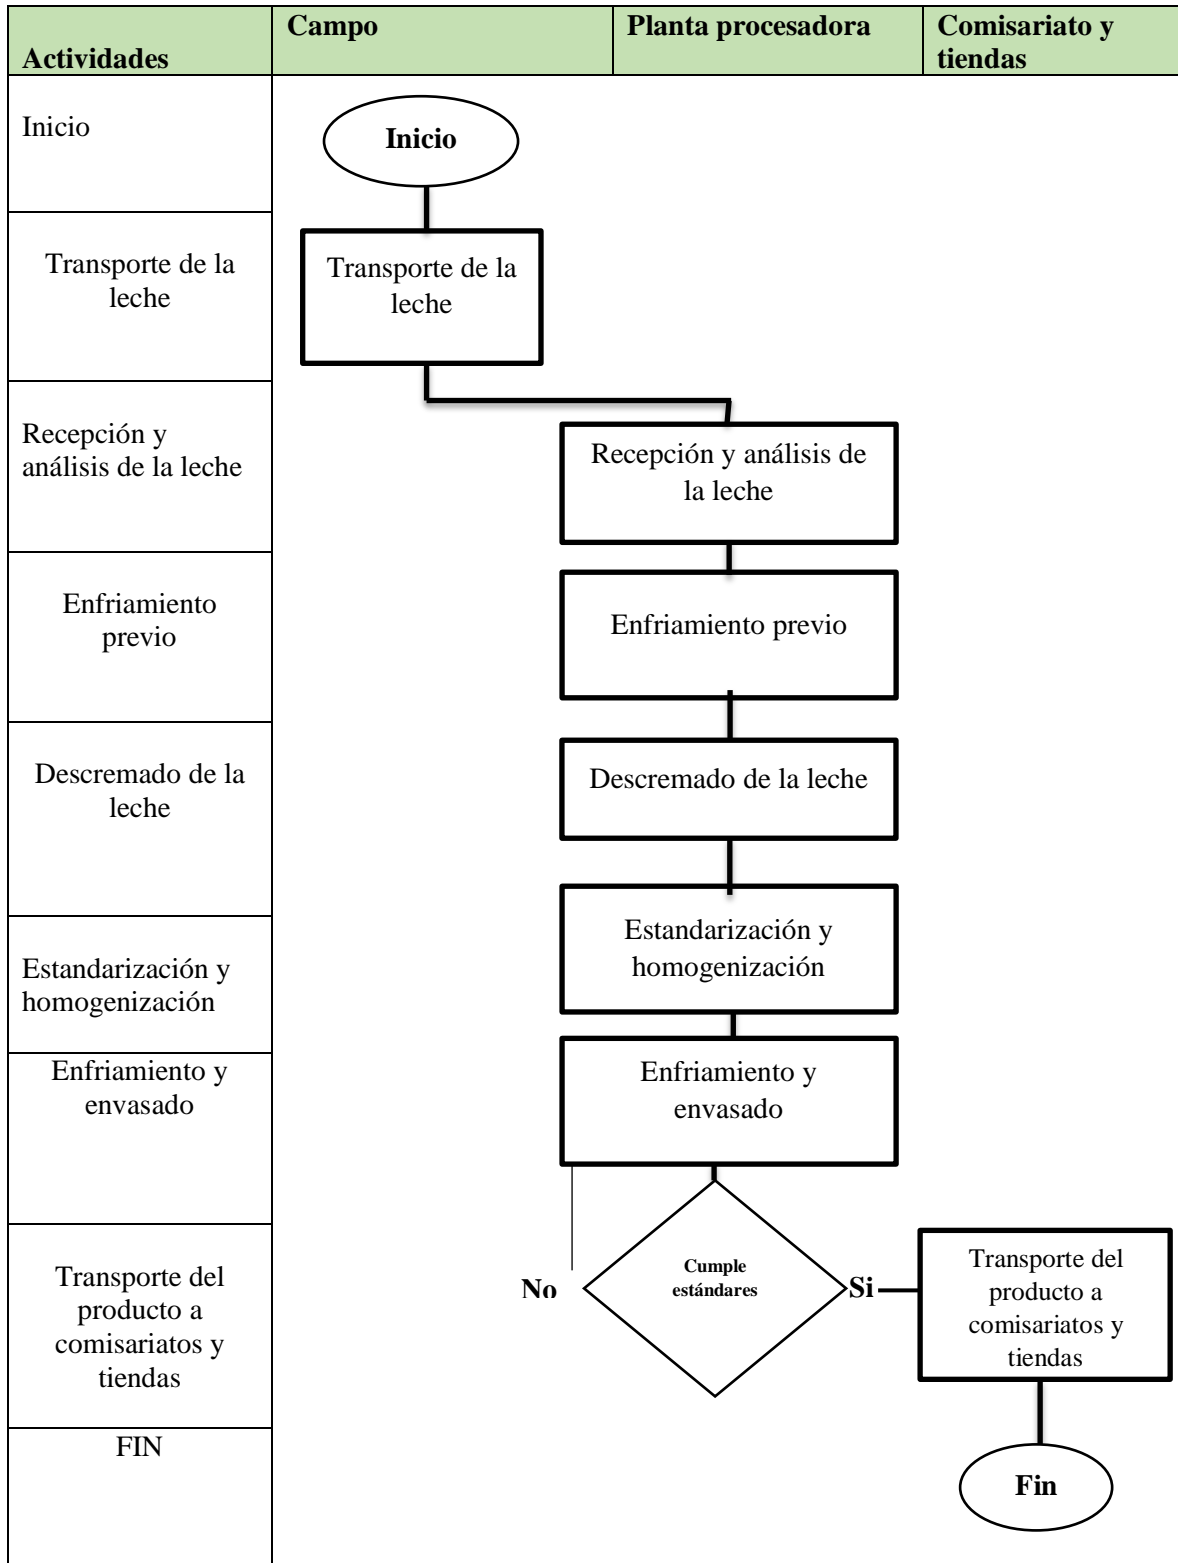 Actividades
Campo
Planta procesadora
Comisariato y
tiendas
Inicio
Inicio
Transporte de la
leche
Transporte de la
leche
Recepción y
análisis de la leche
Recepción y análisis de
la leche
Enfriamiento
previo
Enfriamiento previo
Descremado de la
leche
Descremado de la leche
Estandarización y
homogenización
Estandarización y
homogenización
Enfriamiento y
envasado
Enfriamiento y
envasado
Cumple
estándares
No
Si
Transporte del
producto a
comisariatos y
tiendas
Transporte del
producto a
comisariatos y
tiendas
FIN
Fin